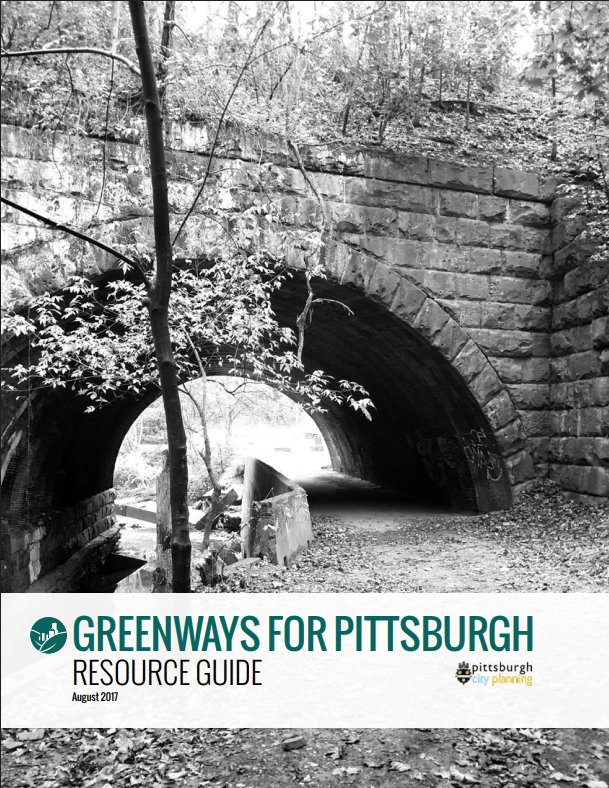 GREENWAYS FOR PITTSBURGH
RESOURCE GUIDE
August 2017
pittsburgh
city planning